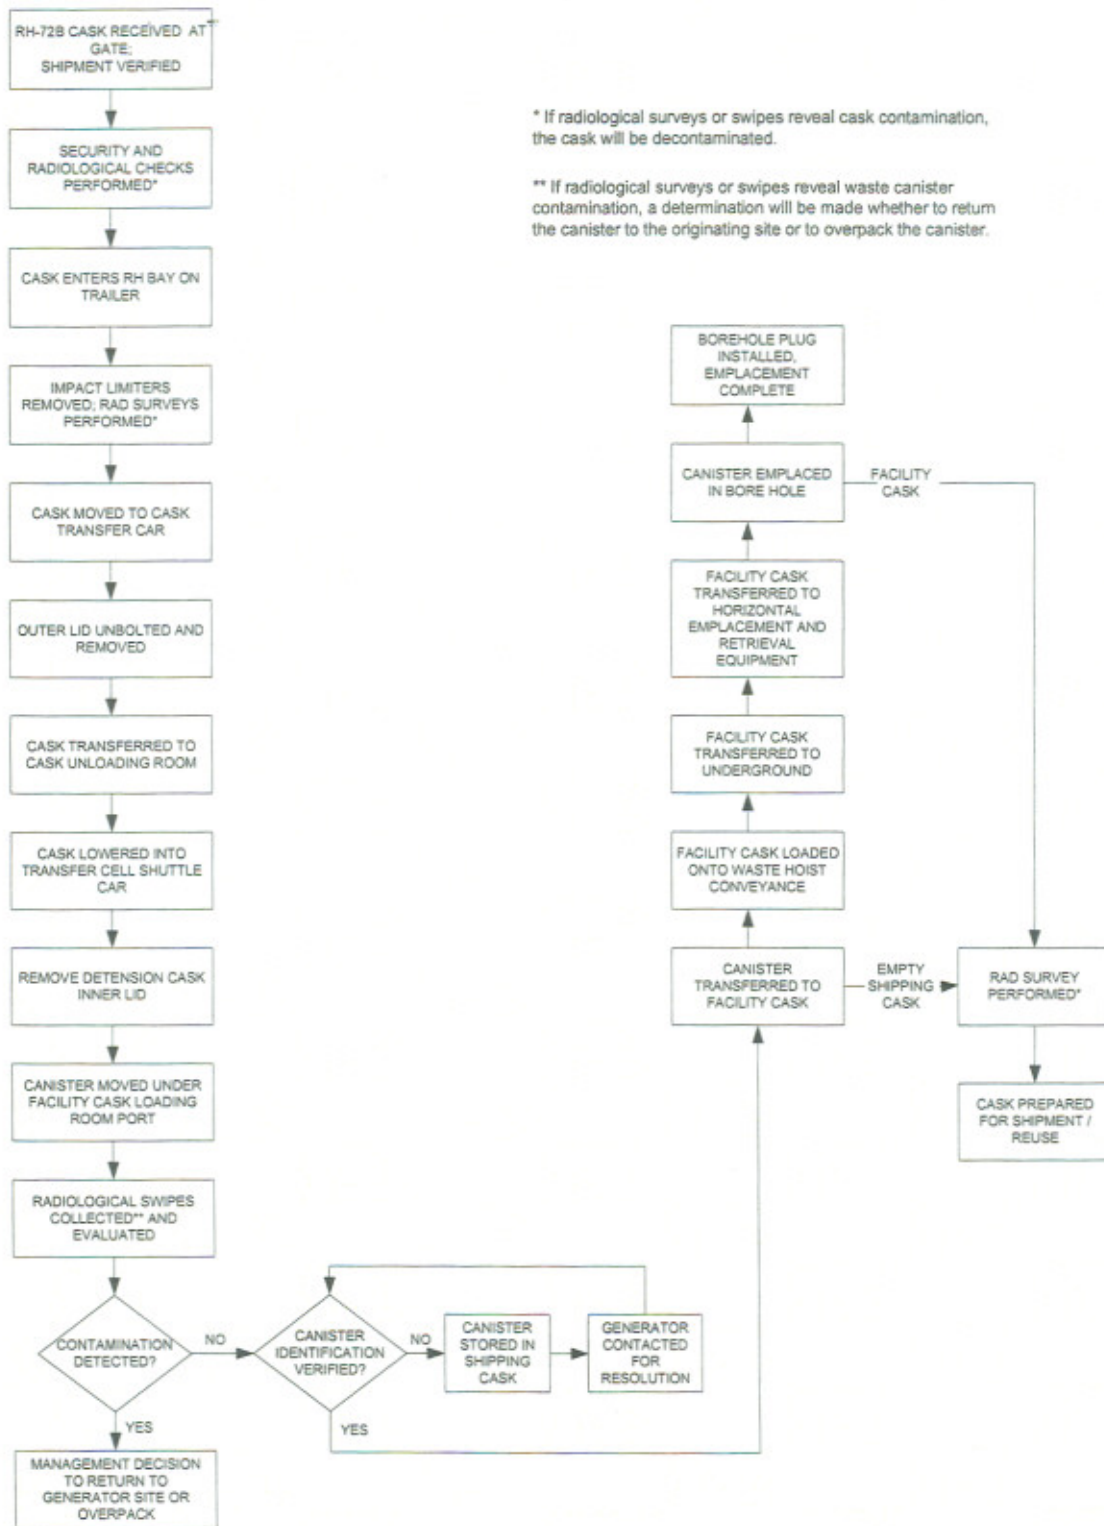 RH-72B CASK RECEIVED AT
GATE;
SHIPMENT VERIFIED
SECURITY AND
RADIOLOGICAL CHECKS
PERFORMED*
CASK ENTERS RH BAY ON
TRAILER
IMPACT LIMITERS
REMOVED; RAD SURVEYS
PERFORMED*
CASK MOVED TO CASK
TRANSFER CAR
OUTER LID UNBOLTED AND
REMOVED
CASK TRANSFERRED TO
CASK UNLOADING ROOM
CASK LOWERED INTO
TRANSFER CELL SHUTTLE
CAR
REMOVE DETENSION CASK
INNER LID
CANISTER MOVED UNDER
FACILITY CASK LOADING
ROOM PORT
RADIOLOGICAL SWIPES
COLLECTED** AND
EVALUATED
CONTAMINATION
DETECTED?
NO
YES
MANAGEMENT DECISION
TO RETURN TO
GENERATOR SITE OR
OVERPACK
CANISTER
IDENTIFICATION
VERIFIED?
NO
YES
CANISTER
STORED IN
SHIPPING
CASK
GENERATOR
CONTACTED
FOR
RESOLUTION
* If radiological surveys or swipes reveal cask contamination,
the cask will be decontaminated.
** If radiological surveys or swipes reveal waste canister
contamination, a determination will be made whether to return
the canister to the originating site or to overpack the canister.
BOREHOLE PLUG
INSTALLED,
EMPLACEMENT
COMPLETE
CANISTER EMPLACED
IN BORE HOLE
FACILITY
CASK
FACILITY CASK
TRANSFERRED TO
HORIZONTAL
EMPLACEMENT AND
RETRIEVAL
EQUIPMENT
FACILITY CASK
TRANSFERRED TO
UNDERGROUND
FACILITY CASK LOADED
ONTO WASTE HOIST
CONVEYANCE
CANISTER
TRANSFERRED TO
FACILITY CASK
EMPTY
SHIPPING
CASK
RAD SURVEY
PERFORMED*
CASK PREPARED
FOR SHIPMENT /
REUSE